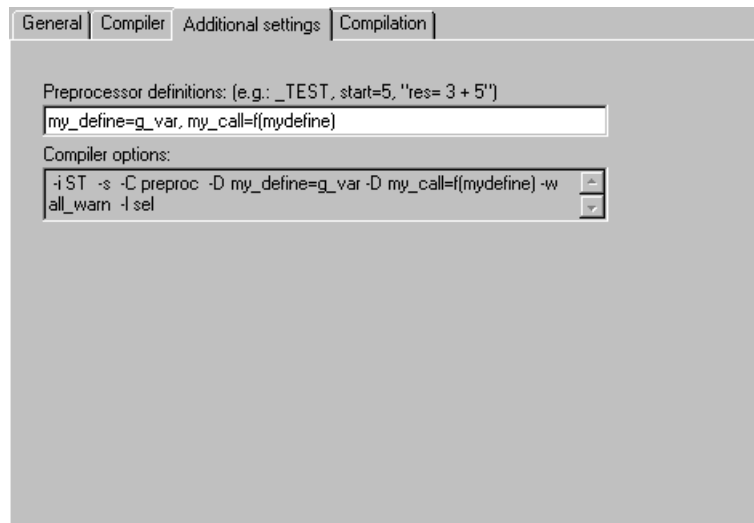 General Compiler Additional settings Compilation
Preprocessor definitions: (e.g.: _TEST, start=5, "res= 3 + 5")
my_define=g_var, my_call=f(mydefine)
Compiler options:
-i ST -s -C preproc -D my_define=g_var -D my_call=f(mydefine) -w
all_warn -l sel